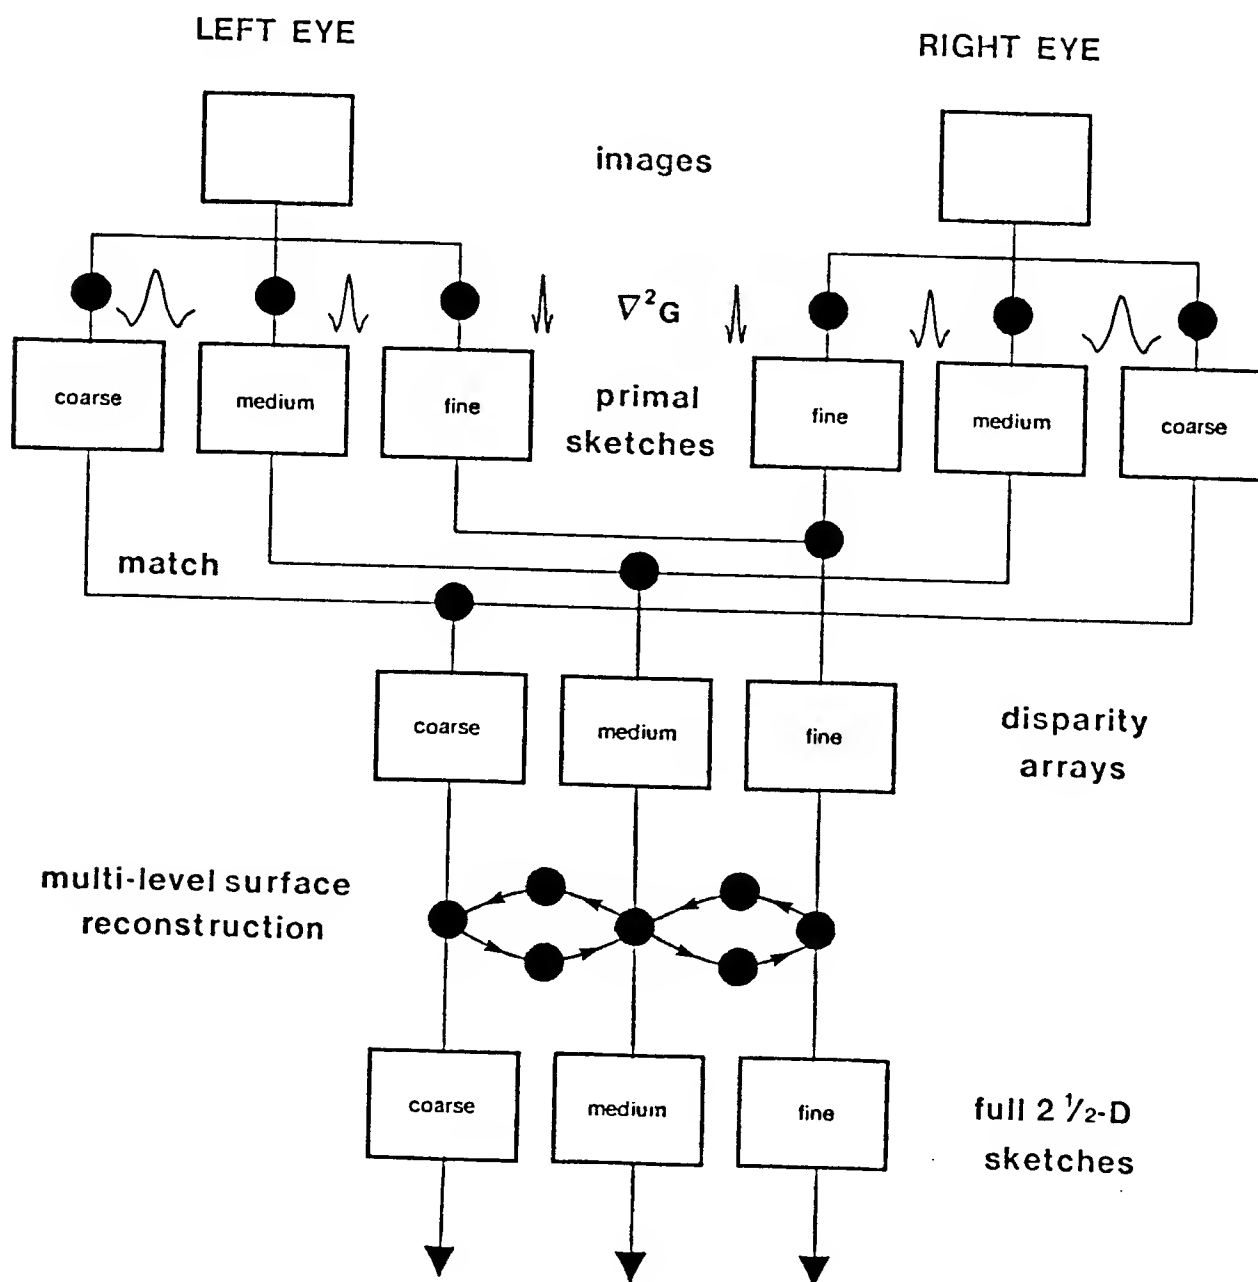 LEFT EYE
RIGHT EYE
images
∇²G
coarse
medium
fine
primal
sketches
fine
medium
coarse
match
coarse
medium
fine
disparity
arrays
multi-level surface
reconstruction
coarse
medium
fine
full 2 ½-D
sketches